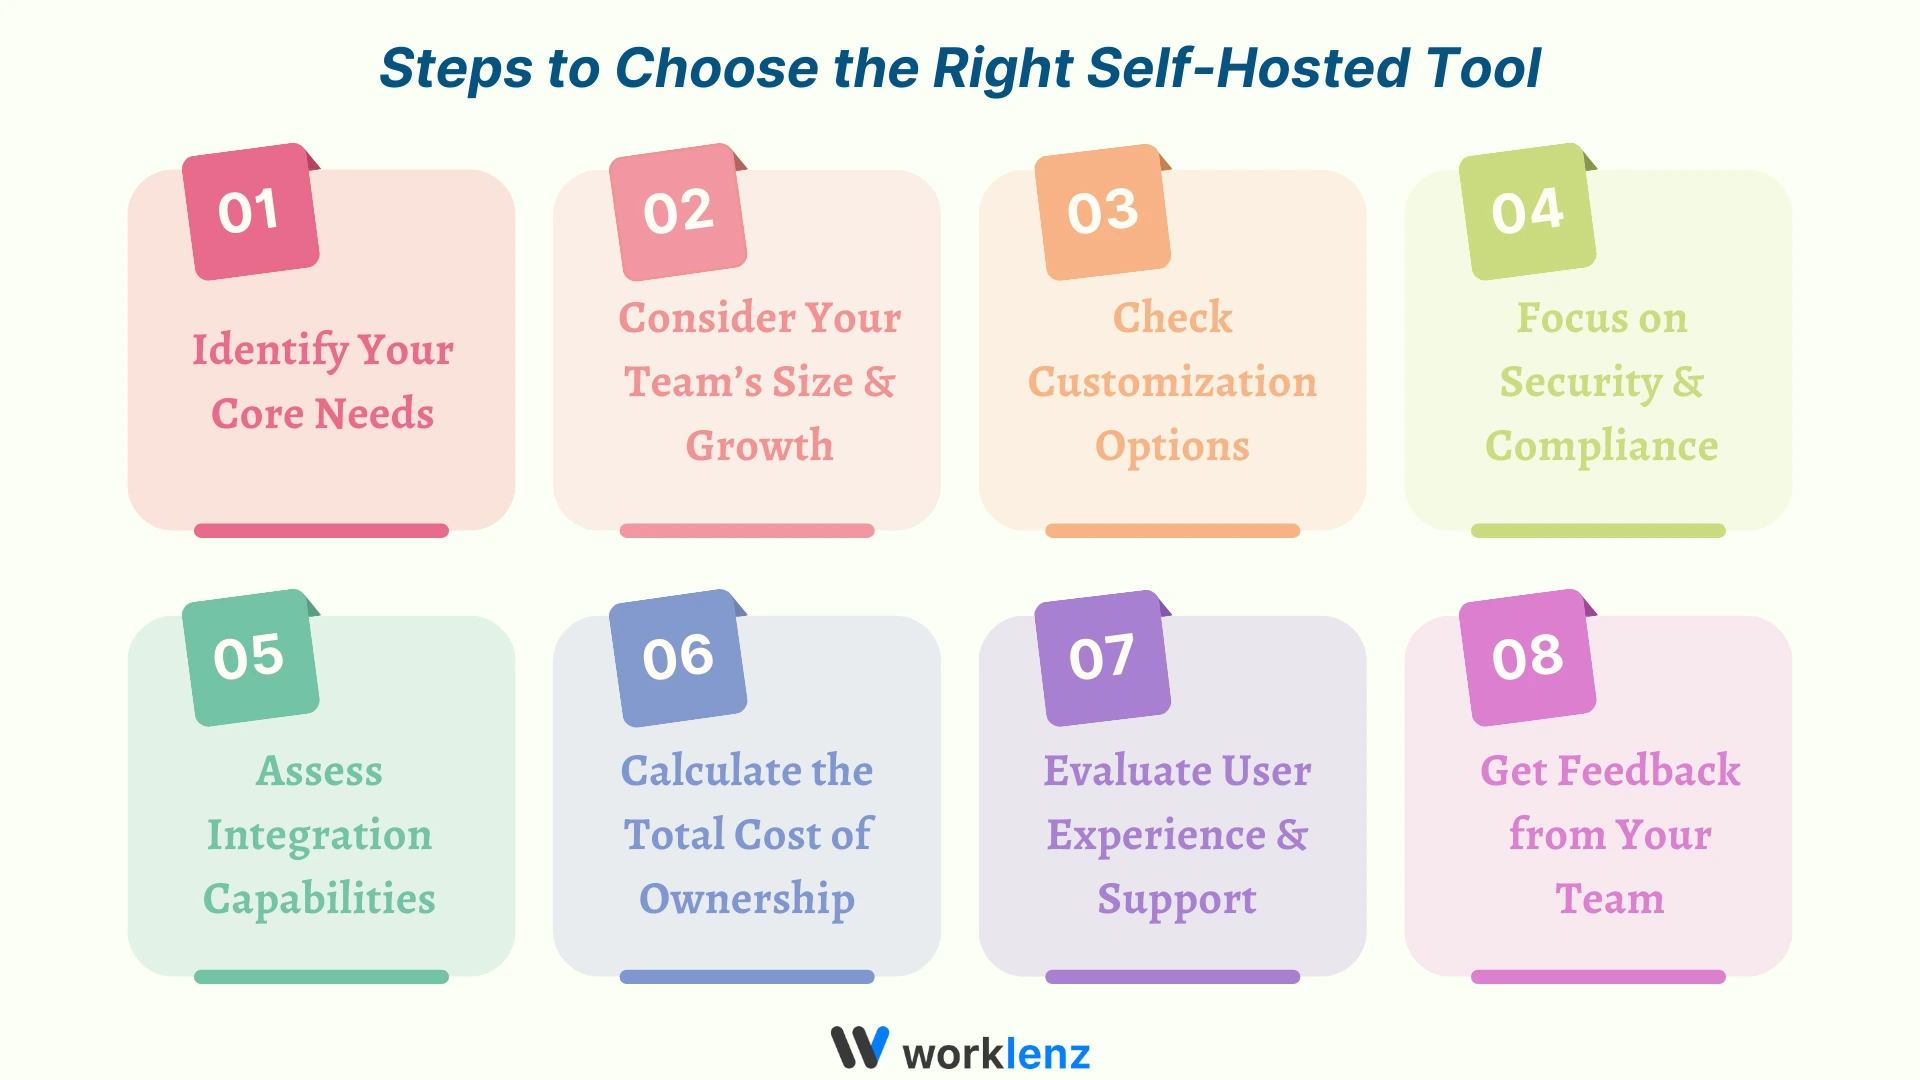 Steps to Choose the Right Self-Hosted Tool
01
Identify Your
Core Needs
02
Consider Your
Team’s Size &
Growth
03
Check
Customization
Options
04
Focus on
Security &
Compliance
05
Assess
Integration
Capabilities
06
Calculate the
Total Cost of
Ownership
07
Evaluate User
Experience &
Support
08
Get Feedback
from Your
Team
worklenz